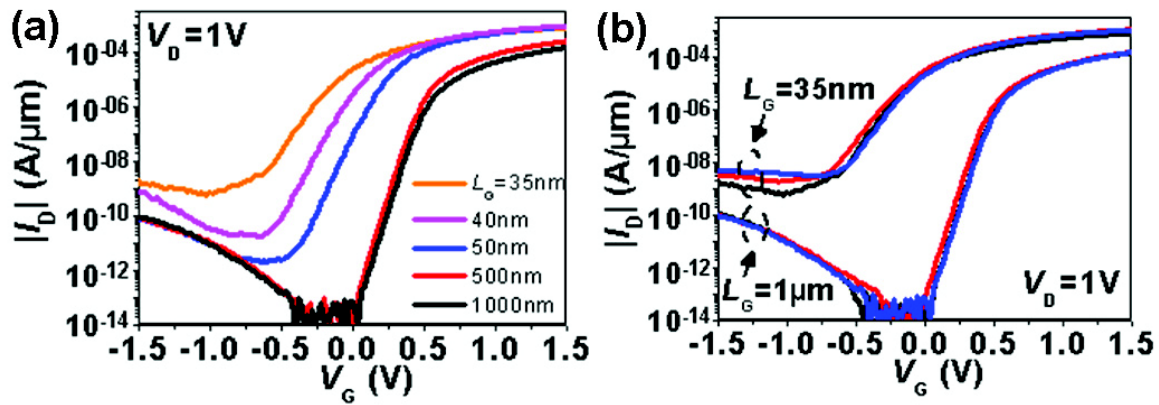 (a)
V_D=1V
|I_D| (A/μm)
10^-04
10^-06
10^-08
10^-10
10^-12
10^-14
L_G=35nm
40nm
50nm
500nm
1000nm
-1.5 -1.0 -0.5 0.0 0.5 1.0 1.5
V_G (V)
(b)
|I_D| (A/μm)
10^-04
10^-06
10^-08
10^-10
10^-12
10^-14
L_G=35nm
L_G=1μm
V_D=1V
-1.5 -1.0 -0.5 0.0 0.5 1.0 1.5
V_G (V)